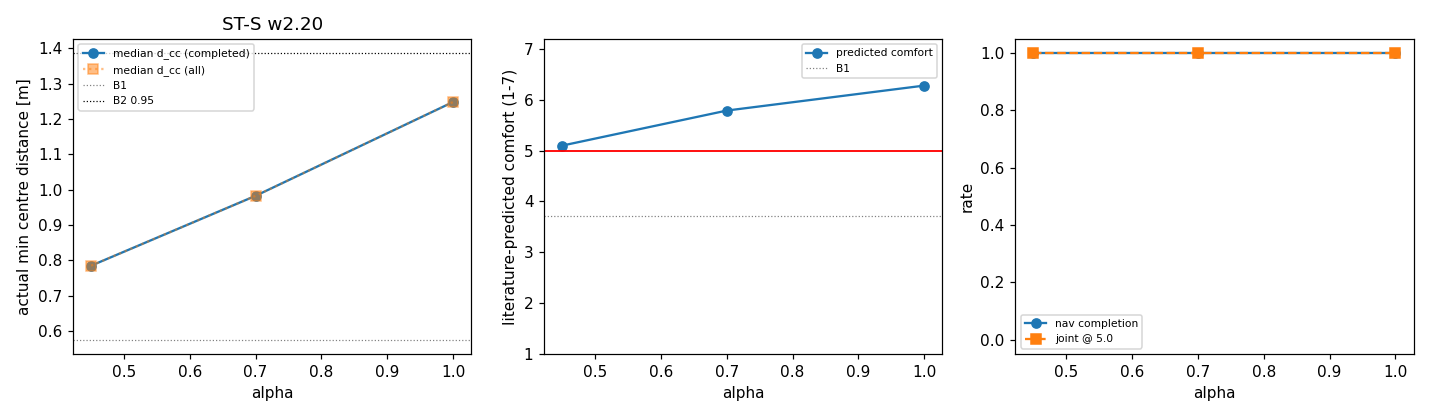 ST-S w2.20
actual min centre distance [m]
1.4
1.3
1.2
1.1
1.0
0.9
0.8
0.7
0.6
median d_cc (completed)
median d_cc (all)
B1
B2 0.95
0.5 0.6 0.7 0.8 0.9 1.0
alpha
literature-predicted comfort (1-7)
7
6
5
4
3
2
1
predicted comfort
B1
0.5 0.6 0.7 0.8 0.9 1.0
alpha
rate
1.0
0.8
0.6
0.4
0.2
0.0
nav completion
joint @ 5.0
0.5 0.6 0.7 0.8 0.9 1.0
alpha